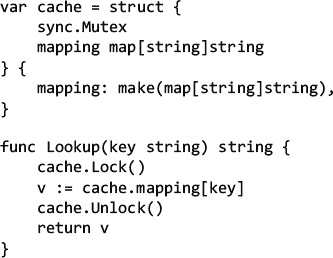 var cache = struct {
    sync.Mutex
    mapping map[string]string
} {
    mapping: make(map[string]string),
}

func Lookup(key string) string {
    cache.Lock()
    v := cache.mapping[key]
    cache.Unlock()
    return v
}